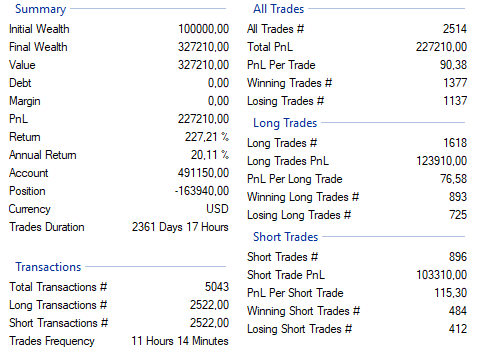 Summary
Initial Wealth 100000,00
Final Wealth 327210,00
Value 327210,00
Debt 0,00
Margin 0,00
PnL 227210,00
Return 227,21 %
Annual Return 20,11 %
Account 491150,00
Position -163940,00
Currency USD
Trades Duration 2361 Days 17 Hours
Transactions
Total Transactions # 5043
Long Transactions # 2522,00
Short Transactions # 2522,00
Trades Frequency 11 Hours 14 Minutes
All Trades
All Trades # 2514
Total PnL 227210,00
PnL Per Trade 90,38
Winning Trades # 1377
Losing Trades # 1137
Long Trades
Long Trades # 1618
Long Trades PnL 123910,00
PnL Per Long Trade 76,58
Winning Long Trades # 893
Losing Long Trades # 725
Short Trades
Short Trades # 896
Short Trade PnL 103310,00
PnL Per Short Trade 115,30
Winning Short Trades # 484
Losing Short Trades # 412